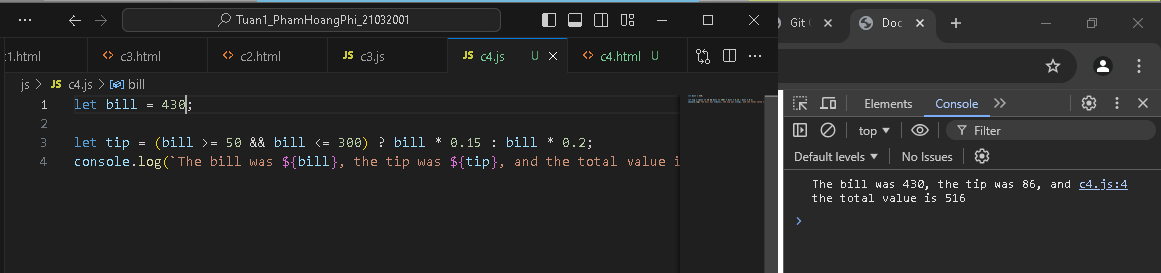 Tuan1_PhamHoangPhi_21032001
Git
Doc
:1.html
<> c3.html
<> c2.html
JS c3.js
JS c4.js U
<> c4.html U
js > JS c4.js > bill
1 let bill = 430;
2
3 let tip = (bill >= 50 && bill <= 300) ? bill * 0.15 : bill * 0.2;
4 console.log(`The bill was ${bill}, the tip was ${tip}, and the total value i
Elements
Console
top
Filter
Default levels
No Issues
The bill was 430, the tip was 86, and c4.js:4
the total value is 516